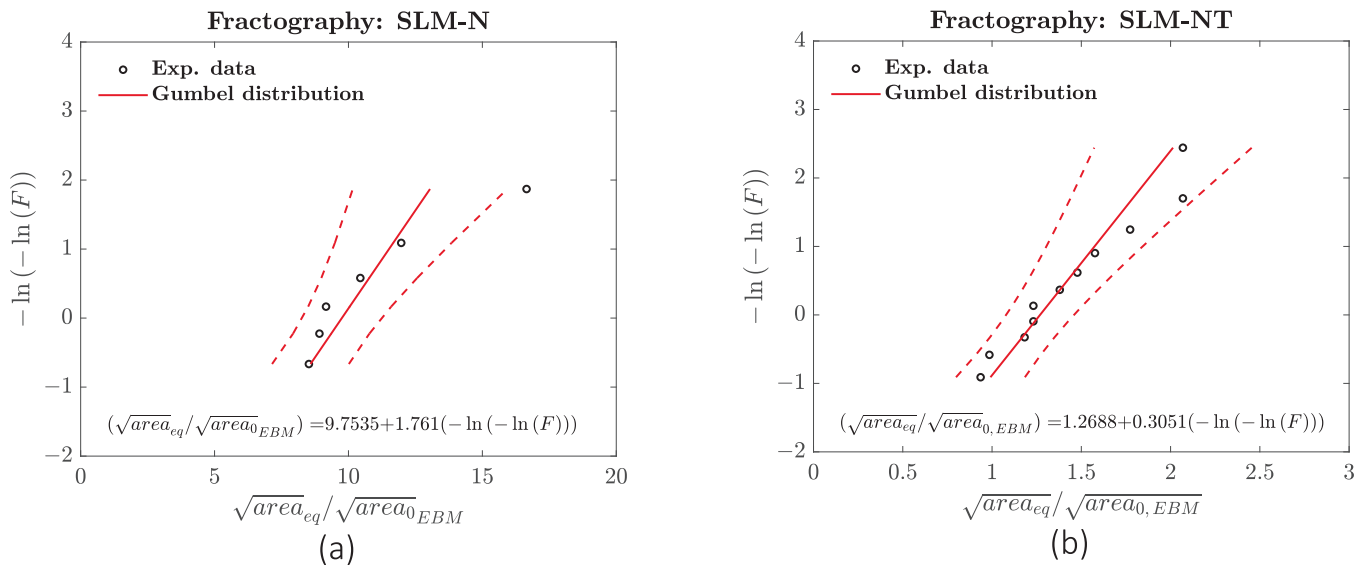 Fractography: SLM-N
4
3
2
1
0
−1
−2
− ln (− ln (F))
Exp. data
Gumbel distribution
(√area_eq/√area_0 EBM) =9.7535+1.761(− ln (− ln (F)))
0
5
10
15
20
√area_eq/√area_0 EBM
(a)
Fractography: SLM-NT
4
3
2
1
0
−1
−2
− ln (− ln (F))
Exp. data
Gumbel distribution
(√area_eq/√area_0, EBM) =1.2688+0.3051(− ln (− ln (F)))
0
0.5
1
1.5
2
2.5
3
√area_eq/√area_0, EBM
(b)